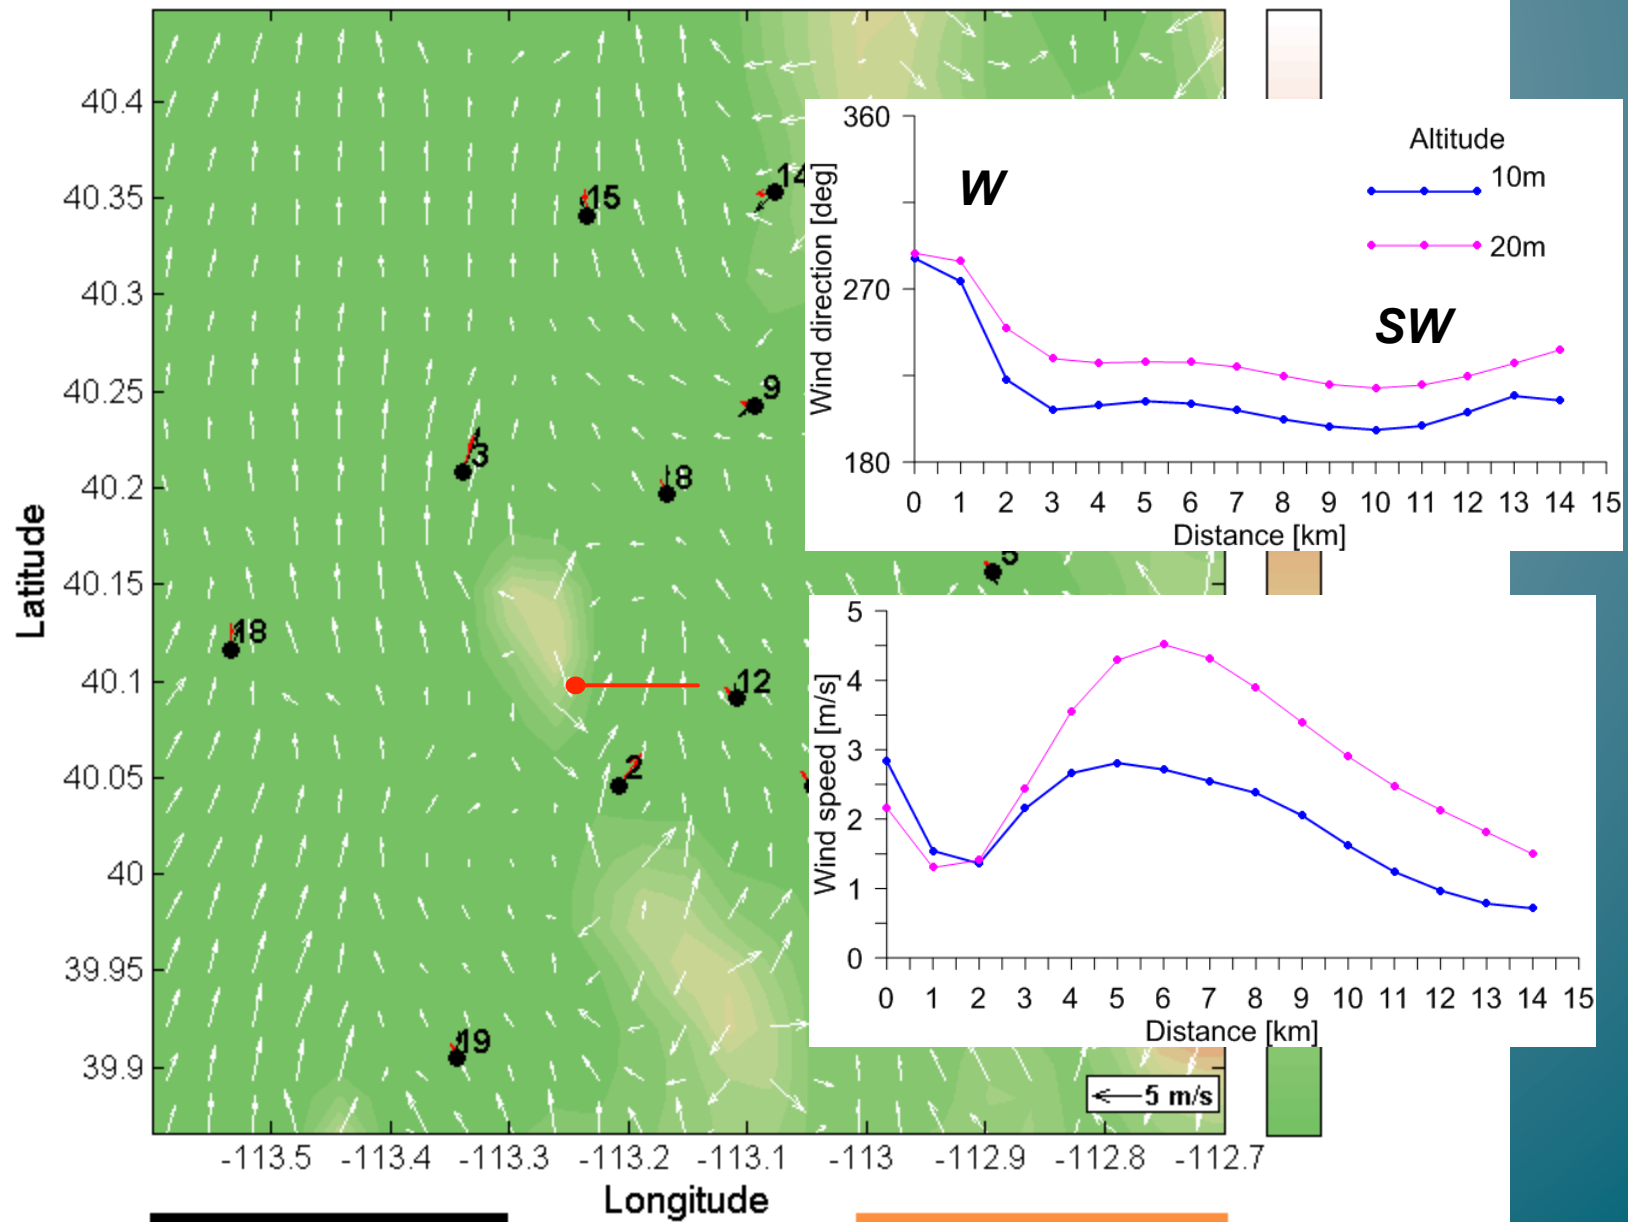 40.4
40.35
40.3
40.25
40.2
40.15
40.1
40.05
40
39.95
39.9
Latitude
-113.5
-113.4
-113.3
-113.2
-113.1
-113
-112.9
-112.8
-112.7
Longitude
15
14
9
3
8
5
18
12
2
19
5 m/s
360
270
180
Wind direction [deg]
W
SW
Altitude
10m
20m
0 1 2 3 4 5 6 7 8 9 10 11 12 13 14 15
Distance [km]
5
4
3
2
1
0
Wind speed [m/s]
0 1 2 3 4 5 6 7 8 9 10 11 12 13 14 15
Distance [km]